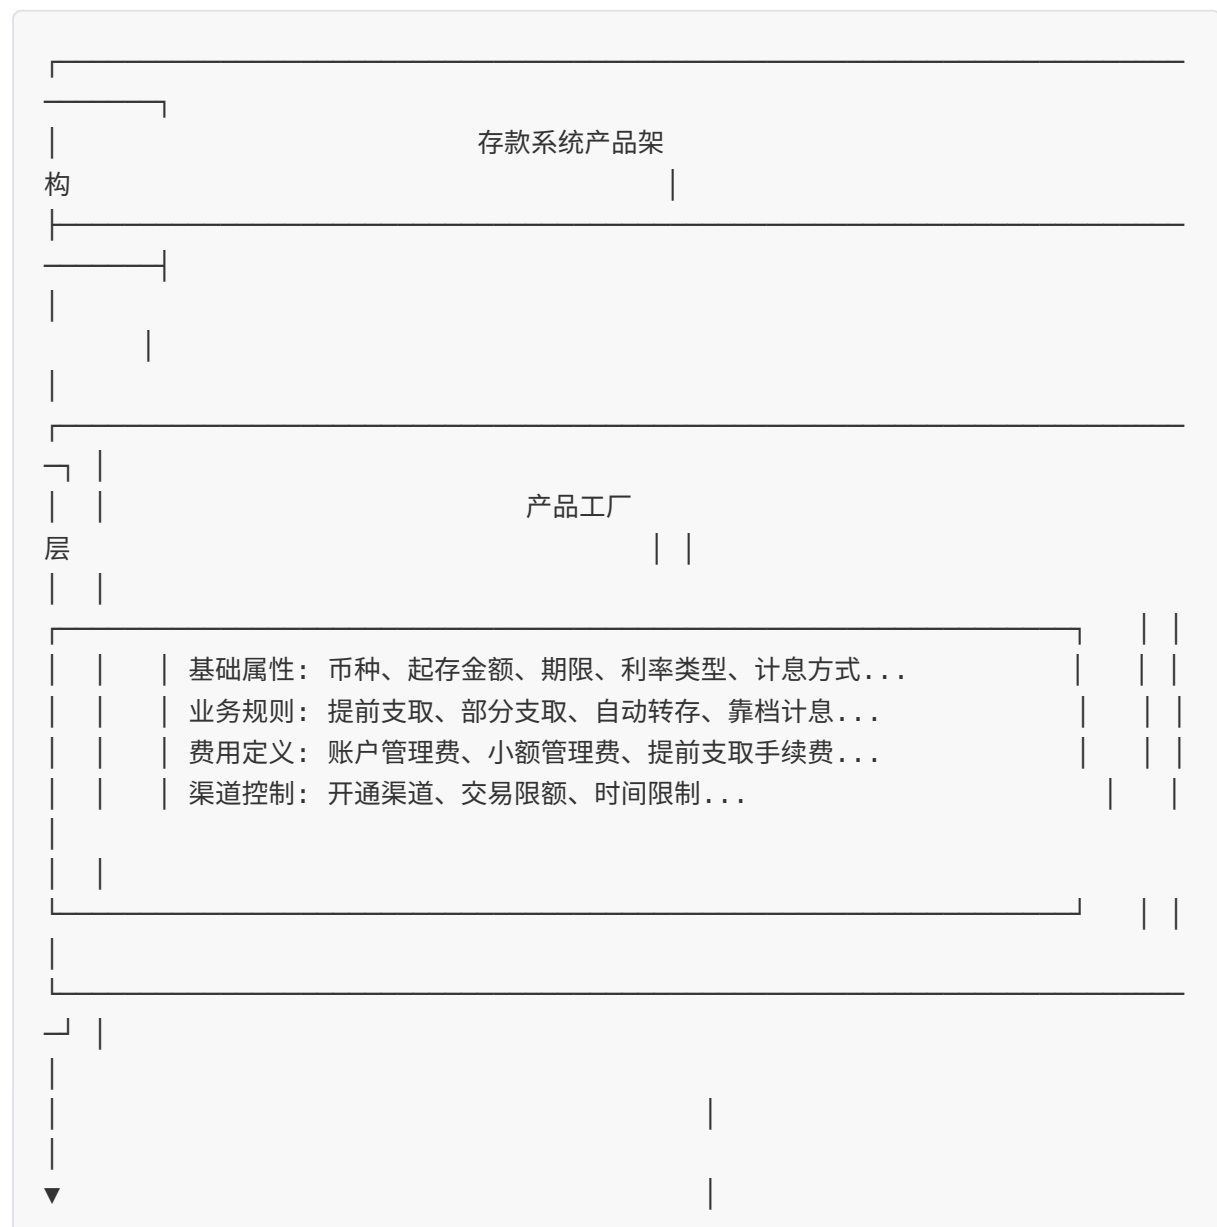 存款系统产品架
构
产品工厂
层
基础属性: 币种、起存金额、期限、利率类型、计息方式...
业务规则: 提前支取、部分支取、自动转存、靠档计息...
费用定义: 账户管理费、小额管理费、提前支取手续费...
渠道控制: 开通渠道、交易限额、时间限制...